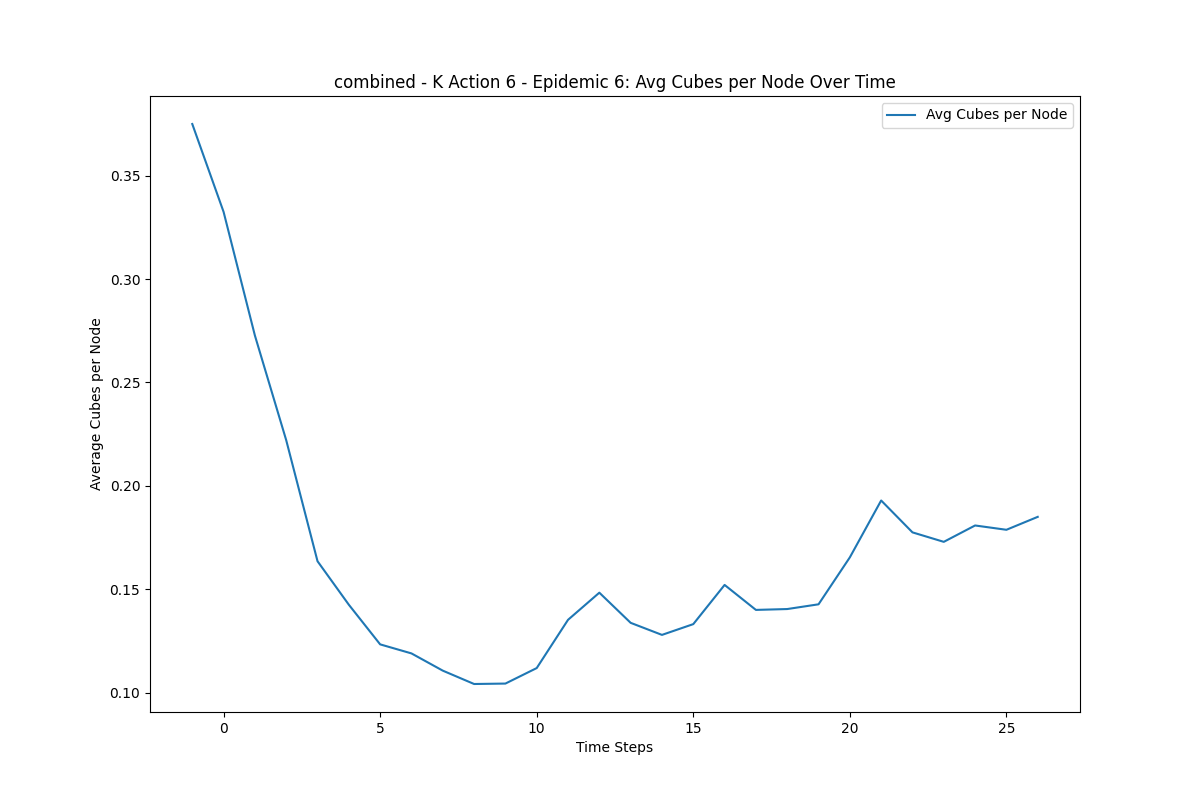 combined - K Action 6 - Epidemic 6: Avg Cubes per Node Over Time
Avg Cubes per Node
0.35
0.30
0.25
0.20
0.15
0.10
Average Cubes per Node
0 5 10 15 20 25
Time Steps